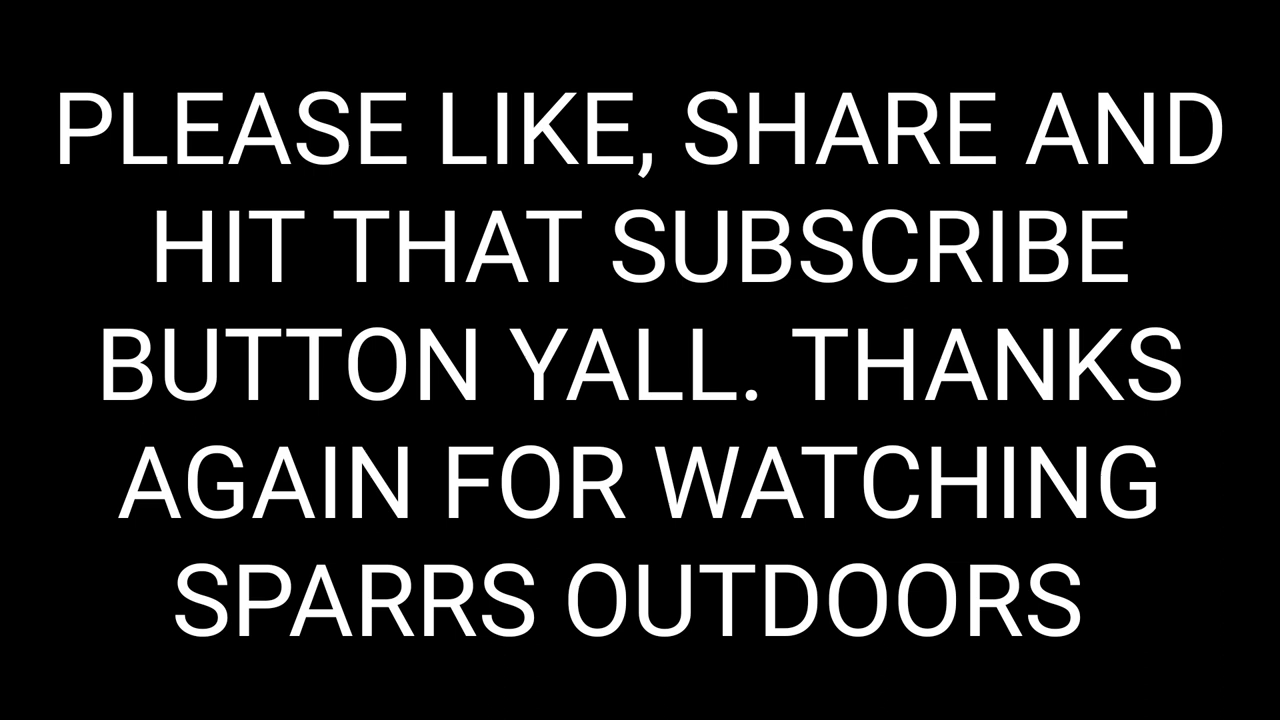 PLEASE LIKE, SHARE AND
HIT THAT SUBSCRIBE
BUTTON YALL. THANKS
AGAIN FOR WATCHING
SPARRS OUTDOORS